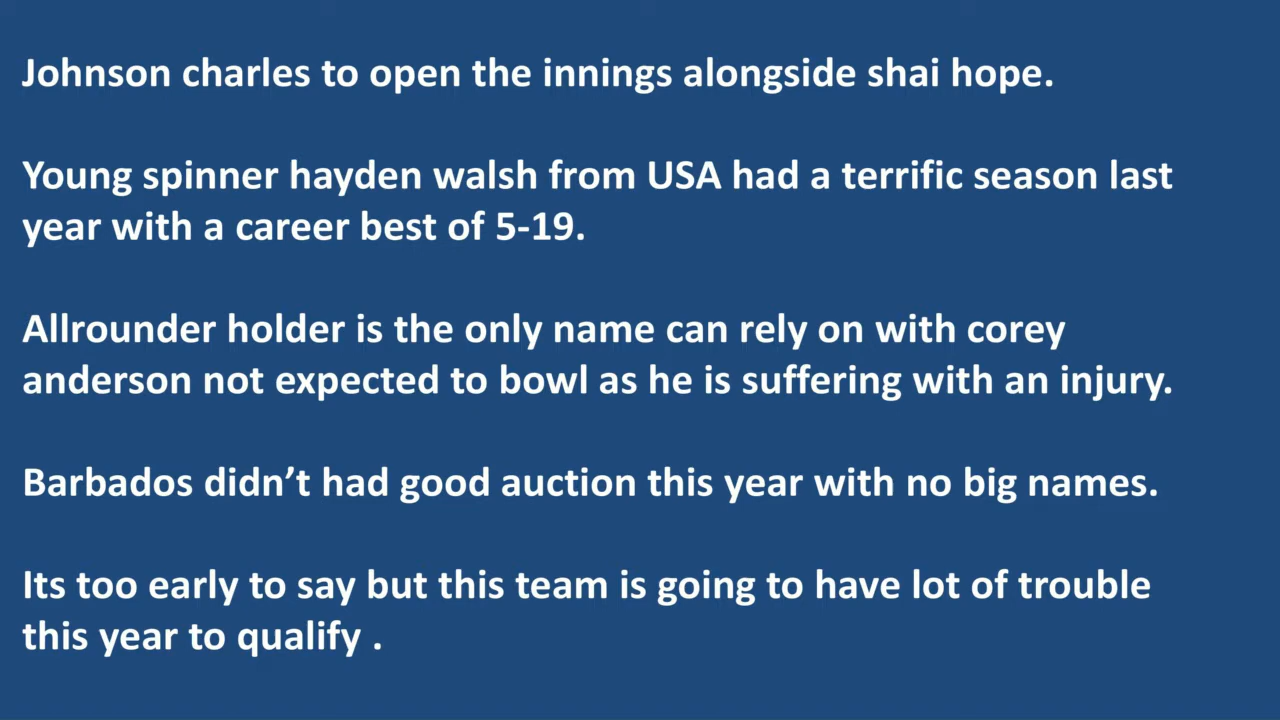 Johnson charles to open the innings alongside shai hope.
Young spinner hayden walsh from USA had a terrific season last
year with a career best of 5-19.
Allrounder holder is the only name can rely on with corey
anderson not expected to bowl as he is suffering with an injury.
Barbados didn’t had good auction this year with no big names.
Its too early to say but this team is going to have lot of trouble
this year to qualify .